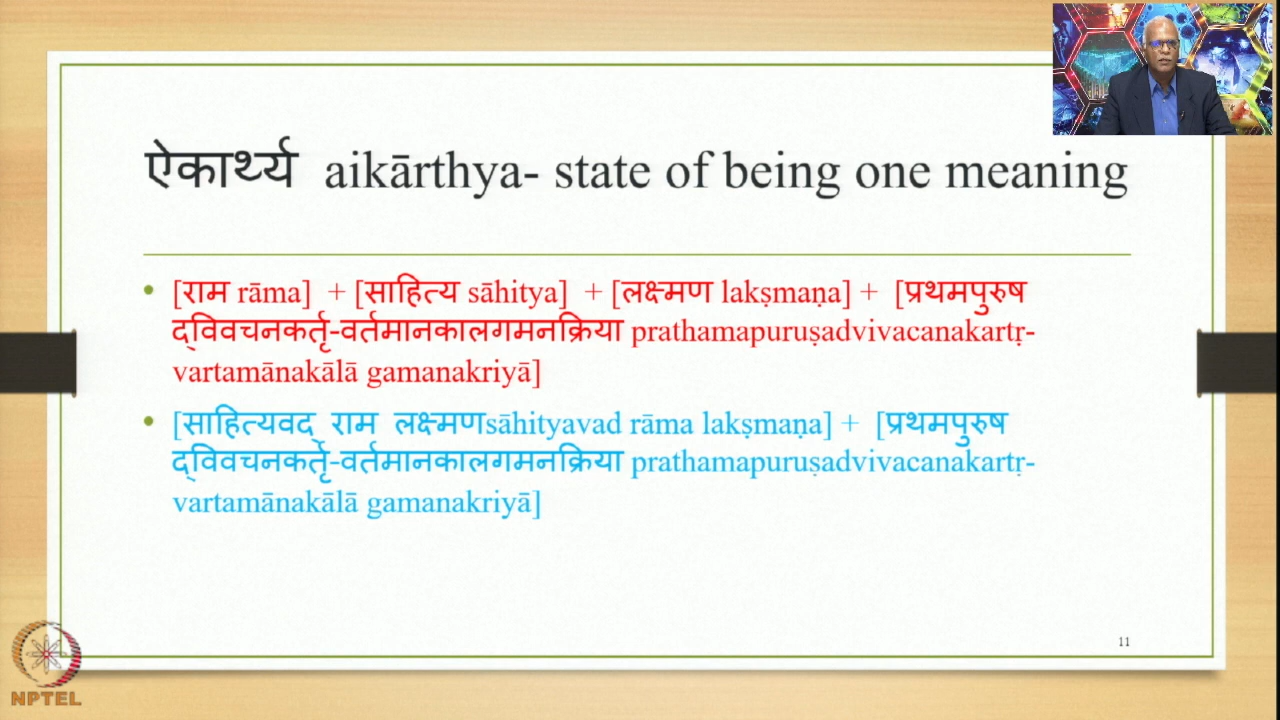 ऐकार्थ्य aikārthya- state of being one meaning
• [राम rāma] + [साहित्य sāhitya] + [लक्ष्मण lakṣmaṇa] + [प्रथमपुरुष
द्विवचनकर्तृ-वर्तमानकालगमनक्रिया prathamapuruṣadvivacanakartṛ-
vartamānakālā gamanakriyā]
• [साहित्यवद् राम लक्ष्मणsāhityavad rāma lakṣmaṇa] + [प्रथमपुरुष
द्विवचनकर्तृ-वर्तमानकालगमनक्रिया prathamapuruṣadvivacanakartṛ-
vartamānakālā gamanakriyā]
11
NPTEL